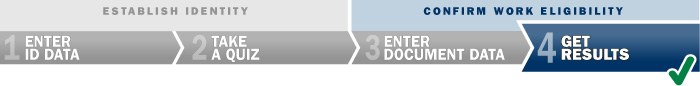 ESTABLISH IDENTITY
CONFIRM WORK ELIGIBILITY
1 ENTER
ID DATA
2 TAKE
A QUIZ
3 ENTER
DOCUMENT DATA
4 GET
RESULTS